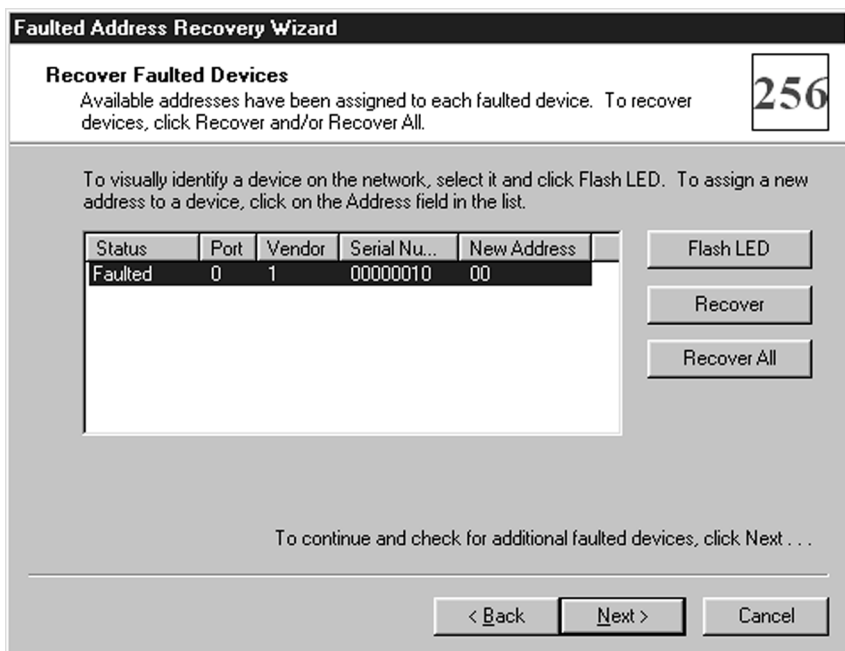 Faulted Address Recovery Wizard
Recover Faulted Devices
Available addresses have been assigned to each faulted device. To recover
devices, click Recover and/or Recover All.
256
To visually identify a device on the network, select it and click Flash LED. To assign a new
address to a device, click on the Address field in the list.
Status Port Vendor Serial Nu... New Address
Faulted 0 1 00000010 00
Flash LED
Recover
Recover All
To continue and check for additional faulted devices, click Next . . .
< Back Next > Cancel